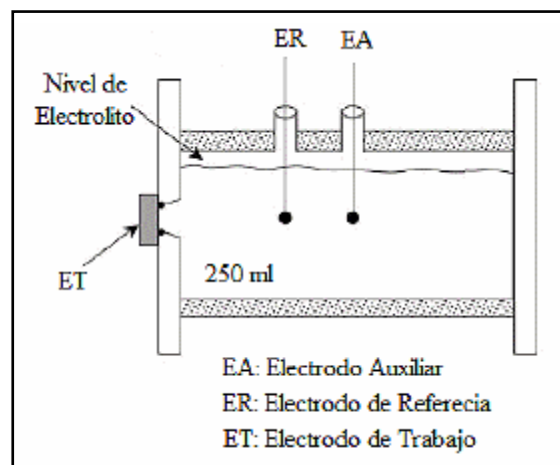 ER
EA
Nivel de
Electrolito
ET
250 ml
EA: Electrodo Auxiliar
ER: Electrodo de Referecia
ET: Electrodo de Trabajo